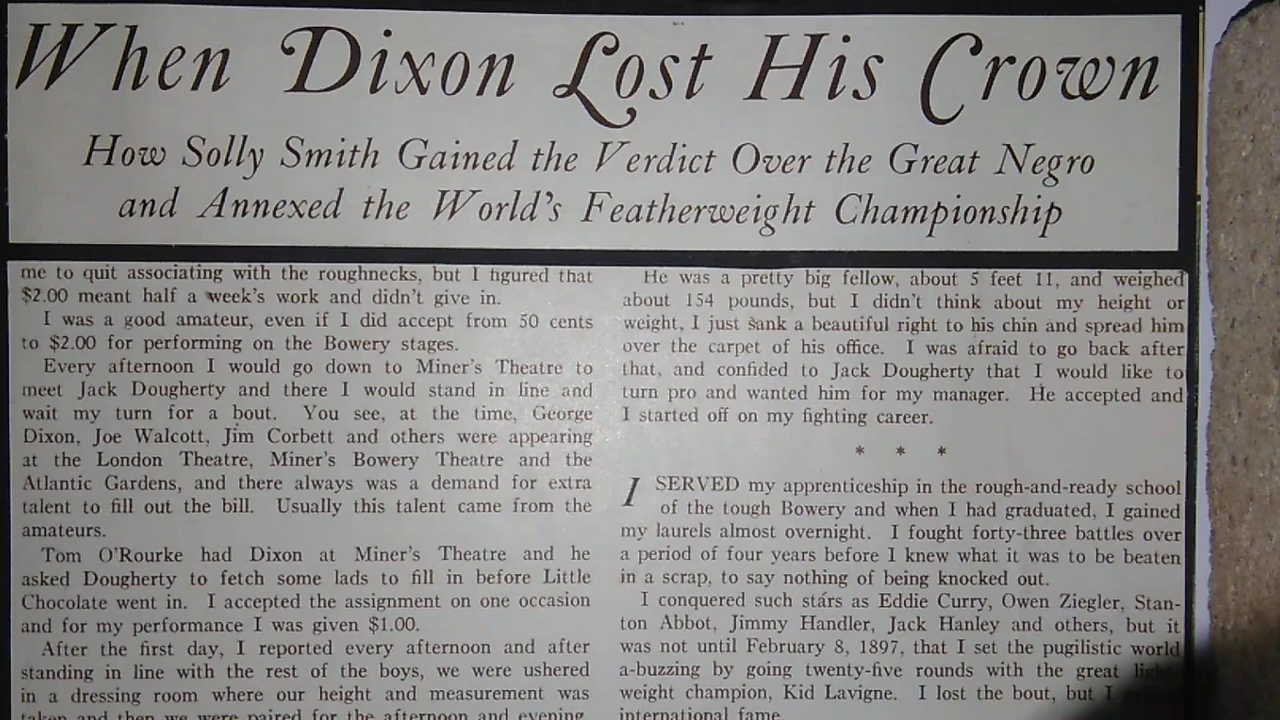 When Dixon Lost His Crown
How Solly Smith Gained the Verdict Over the Great Negro
and Annexed the World's Featherweight Championship
me to quit associating with the roughnecks, but I figured that
$2.00 meant half a week's work and didn't give in.
I was a good amateur, even if I did accept from 50 cents
to $2.00 for performing on the Bowery stages.
Every afternoon I would go down to Miner's Theatre to
meet Jack Dougherty and there I would stand in line and
wait my turn for a bout. You see, at the time, George
Dixon, Joe Walcott, Jim Corbett and others were appearing
at the London Theatre, Miner's Bowery Theatre and the
Atlantic Gardens, and there always was a demand for extra
talent to fill out the bill. Usually this talent came from the
amateurs.
Tom O'Rourke had Dixon at Miner's Theatre and he
asked Dougherty to fetch some lads to fill in before Little
Chocolate went in. I accepted the assignment on one occasion
and for my performance I was given $1.00.
After the first day, I reported every afternoon and after
standing in line with the rest of the boys, we were ushered
in a dressing room where our height and measurement was
taken and then we were paired for the afternoon and evening
He was a pretty big fellow, about 5 feet 11, and weighed
about 154 pounds, but I didn't think about my height or
weight, I just sank a beautiful right to his chin and spread him
over the carpet of his office. I was afraid to go back after
that, and confided to Jack Dougherty that I would like to
turn pro and wanted him for my manager. He accepted and
I started off on my fighting career.
* * *
I SERVED my apprenticeship in the rough-and-ready school
of the tough Bowery and when I had graduated, I gained
my laurels almost overnight. I fought forty-three battles over
a period of four years before I knew what it was to be beaten
in a scrap, to say nothing of being knocked out.
I conquered such stars as Eddie Curry, Owen Ziegler, Stan-
ton Abbot, Jimmy Handler, Jack Hanley and others, but it
was not until February 8, 1897, that I set the pugilistic world
a-buzzing by going twenty-five rounds with the great
weight champion, Kid Lavigne. I lost the bout, but I
international fame